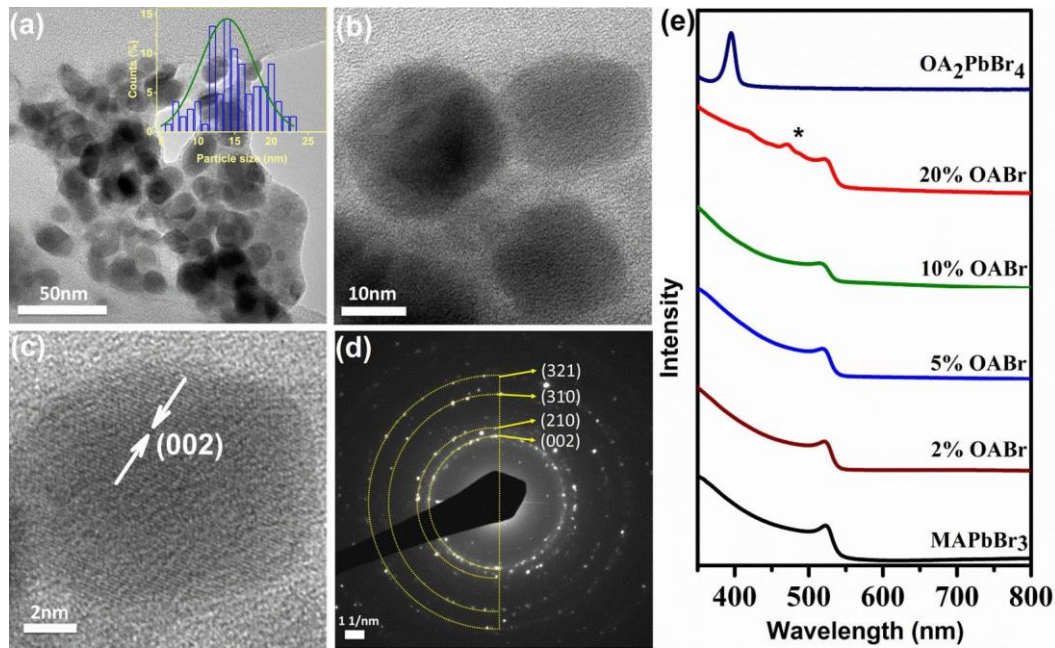 (a)
15
10
5
0
Counts (%)
5
10
15
20
25
Particle size (nm)
50nm
(b)
10nm
(c)
(002)
2nm
(d)
(321)
(310)
(210)
(002)
1 1/nm
(e)
OA2PbBr4
*
20% OABr
10% OABr
5% OABr
2% OABr
MAPbBr3
Intensity
400 500 600 700 800
Wavelength (nm)